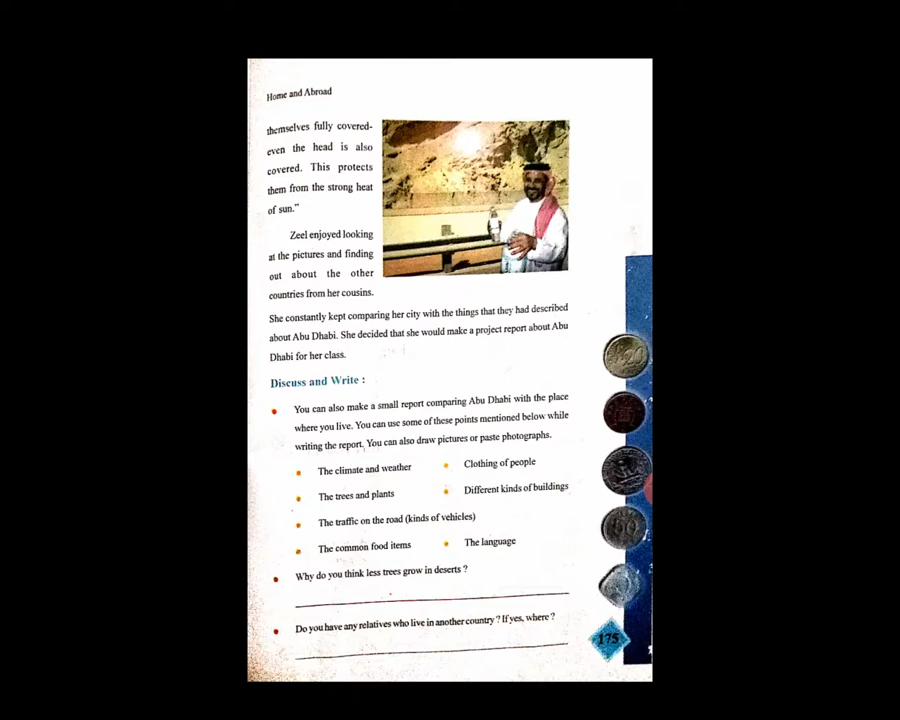 Home and Abroad
themselves fully covered-
even the head is also
covered. This protects
them from the strong heat
of sun."
Zeel enjoyed looking
at the pictures and finding
out about the other
countries from her cousins.
She constantly kept comparing her city with the things that they had described
about Abu Dhabi. She decided that she would make a project report about Abu
Dhabi for her class.
Discuss and Write :
You can also make a small report comparing Abu Dhabi with the place
where you live. You can use some of these points mentioned below while
writing the report. You can also draw pictures or paste photographs.
The climate and weather
Clothing of people
The trees and plants
Different kinds of buildings
The traffic on the road (kinds of vehicles)
The common food items
The language
Why do you think less trees grow in deserts ?
Do you have any relatives who live in another country ? If yes, where ?
175